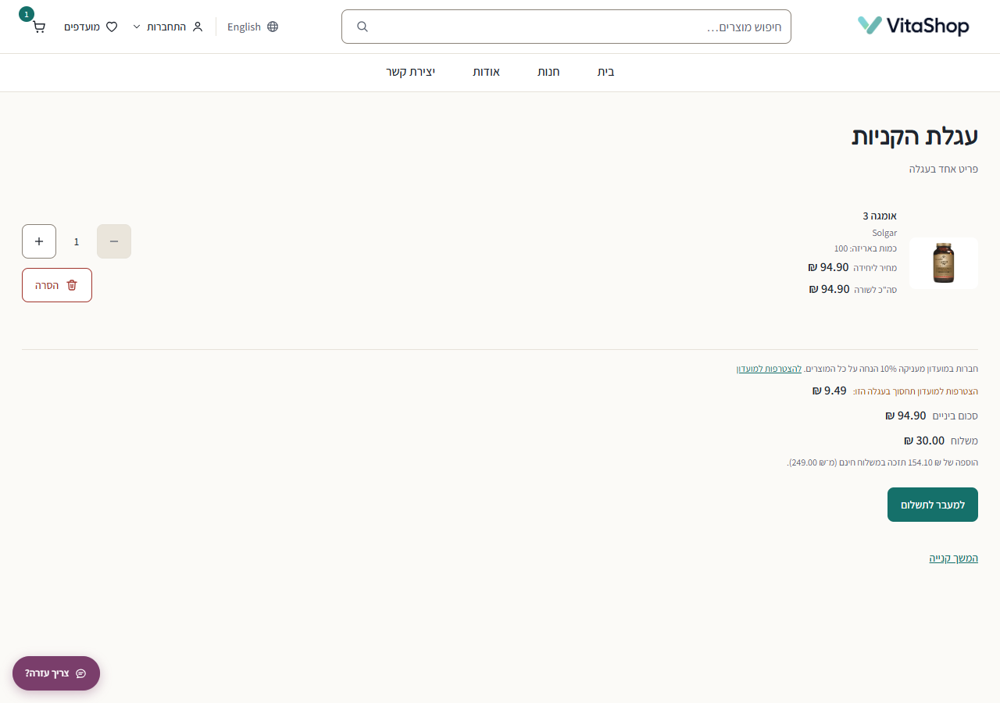 VitaShop
חיפוש מוצרים...
English
התחברות
מועדפים
1
בית
חנות
אודות
יצירת קשר
עגלת הקניות
פריט אחד בעגלה
אומגה 3
Solgar
כמות באריזה: 100
מחיר ליחידה 94.90 ₪
סה"כ לשורה 94.90 ₪
− 1 +
הסרה
חברות במועדון מעניקה 10% הנחה על כל המוצרים. להצטרפות למועדון
הצטרפות למועדון תחסוך בעגלה הזו: 9.49 ₪
סכום ביניים 94.90 ₪
משלוח 30.00 ₪
הוספה של ₪ 154.10 תזכה במשלוח חינם (מ־₪ 249.00).
למעבר לתשלום
המשך קנייה
צריך עזרה?